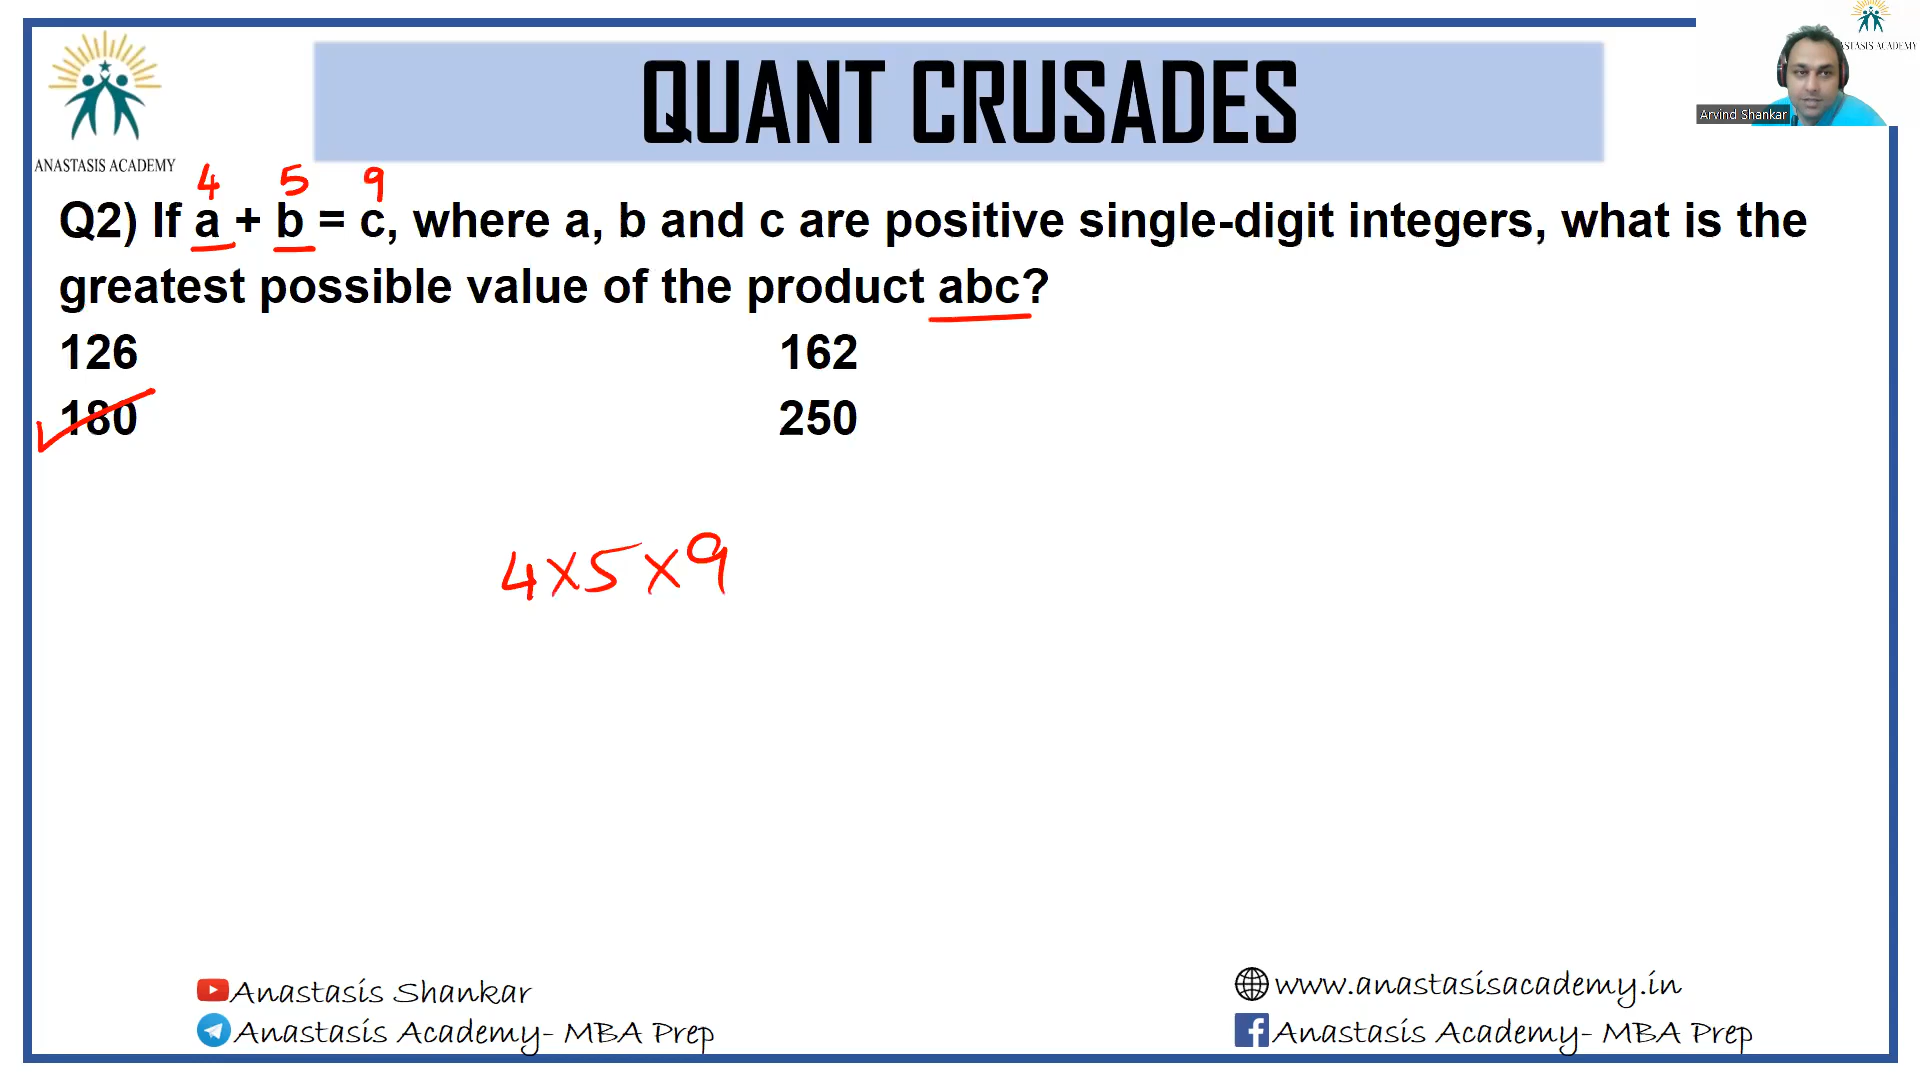 QUANT CRUSADES
ANASTASIS ACADEMY
ASTASIS ACADEMY
Arvind Shankar
4 5 9
Q2) If a + b = c, where a, b and c are positive single-digit integers, what is the
greatest possible value of the product abc?
126 162
180 250
4×5×9
Anastasis Shankar
www.anastasisacademy.in
Anastasis Academy- MBA Prep
Anastasis Academy- MBA Prep